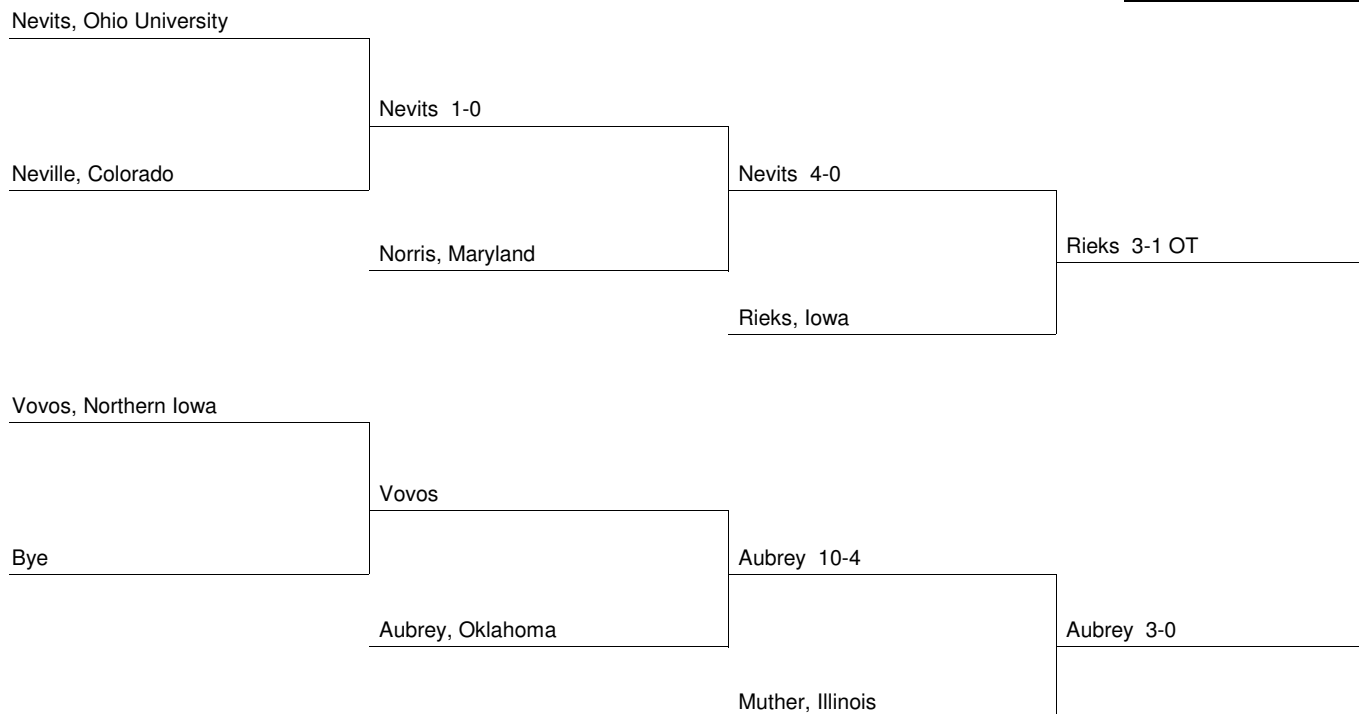 Nevits, Ohio University
Nevits  1-0
Neville, Colorado
Nevits  4-0
Rieks  3-1 OT
Norris, Maryland
Rieks, Iowa
Vovos, Northern Iowa
Vovos
Bye
Aubrey  10-4
Aubrey, Oklahoma
Aubrey  3-0
Muther, Illinois